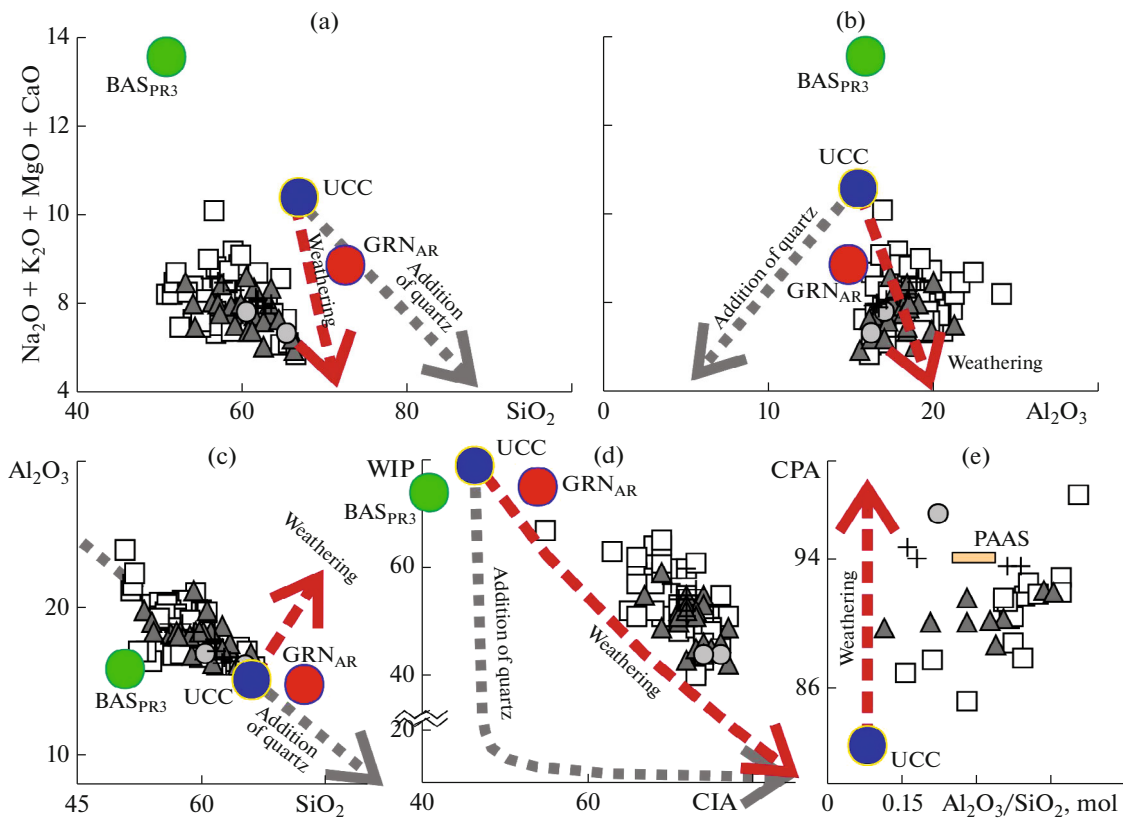 (a)
Na₂O + K₂O + MgO + CaO
14
12
10
8
6
4
BAS_PR3
UCC
GRN_AR
Weathering
Addition
of quartz
40
60
80
SiO₂
(b)
BAS_PR3
UCC
GRN_AR
Addition of quartz
Weathering
0
10
20
Al₂O₃
(c)
Al₂O₃
20
10
Weathering
BAS_PR3
UCC
GRN_AR
Addition
of quartz
45
60
SiO₂
(d)
WIP
60
40
20
UCC
BAS_PR3
GRN_AR
Addition of quartz
Weathering
40
60
CIA
(e)
CPA
94
86
PAAS
Weathering
UCC
0
0.15
Al₂O₃/SiO₂, mol